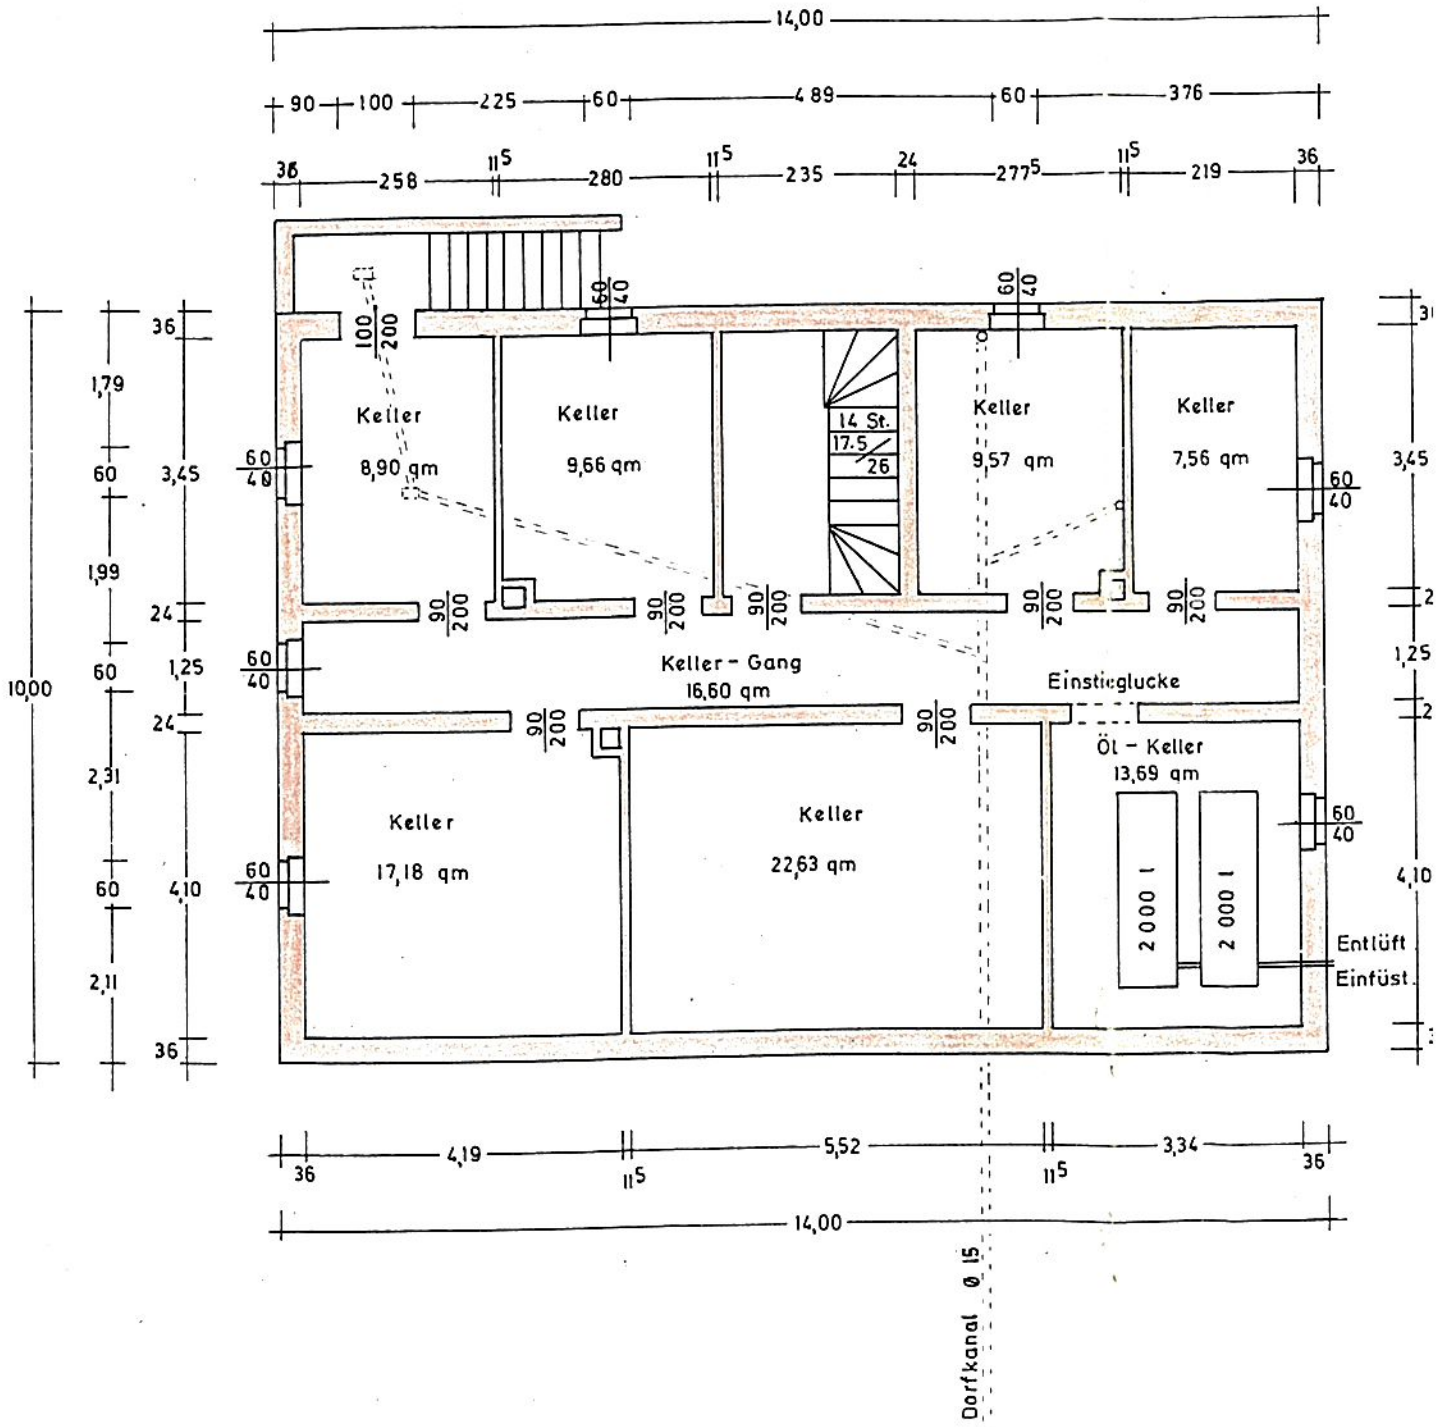 14,00
90 100 225 60 489 60 376
36 258 11⁵ 280 11⁵ 235 24 277⁵ 11⁵ 219 36
60
40
60
40
100
200
36
1,79
60
3,45
1,99
24
60
1,25
24
10,00
2,31
60
4,10
2,11
36
3,45
1,25
4,10
60
40
60
40
60
40
60
40
60
40
Keller
8,90 qm
Keller
9,66 qm
14 St.
17.5
26
Keller
9,57 qm
Keller
7,56 qm
90
200
90
200
90
200
90
200
90
200
Keller - Gang
16,60 qm
Einstieglucke
90
200
90
200
Öl - Keller
13,69 qm
Keller
17,18 qm
Keller
22,63 qm
2 000 l
2 000 l
Entlüft
Einfüst.
36 4,19 11⁵ 5,52 11⁵ 3,34 36
14,00
Dorfkanal Ø 15